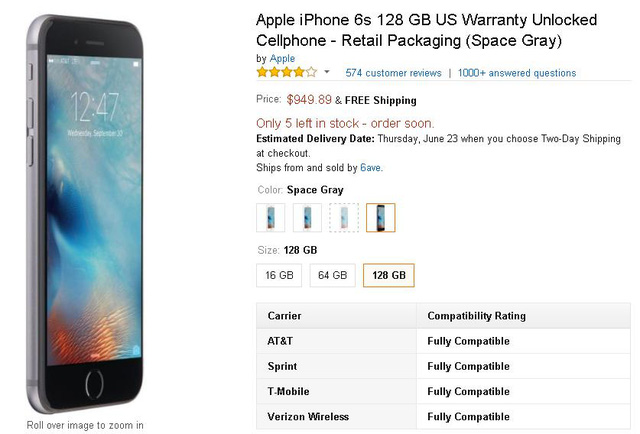 Apple iPhone 6s 128 GB US Warranty Unlocked
Cellphone - Retail Packaging (Space Gray)
by Apple
574 customer reviews | 1000+ answered questions
Price: $949.89 & FREE Shipping
Only 5 left in stock - order soon.
Estimated Delivery Date: Thursday, June 23 when you choose Two-Day Shipping
at checkout.
Ships from and sold by 6ave.
Color: Space Gray
Size: 128 GB
16 GB 64 GB 128 GB
Carrier Compatibility Rating
AT&T Fully Compatible
Sprint Fully Compatible
T-Mobile Fully Compatible
Verizon Wireless Fully Compatible
12:47
Wednesday, September
Roll over image to zoom in